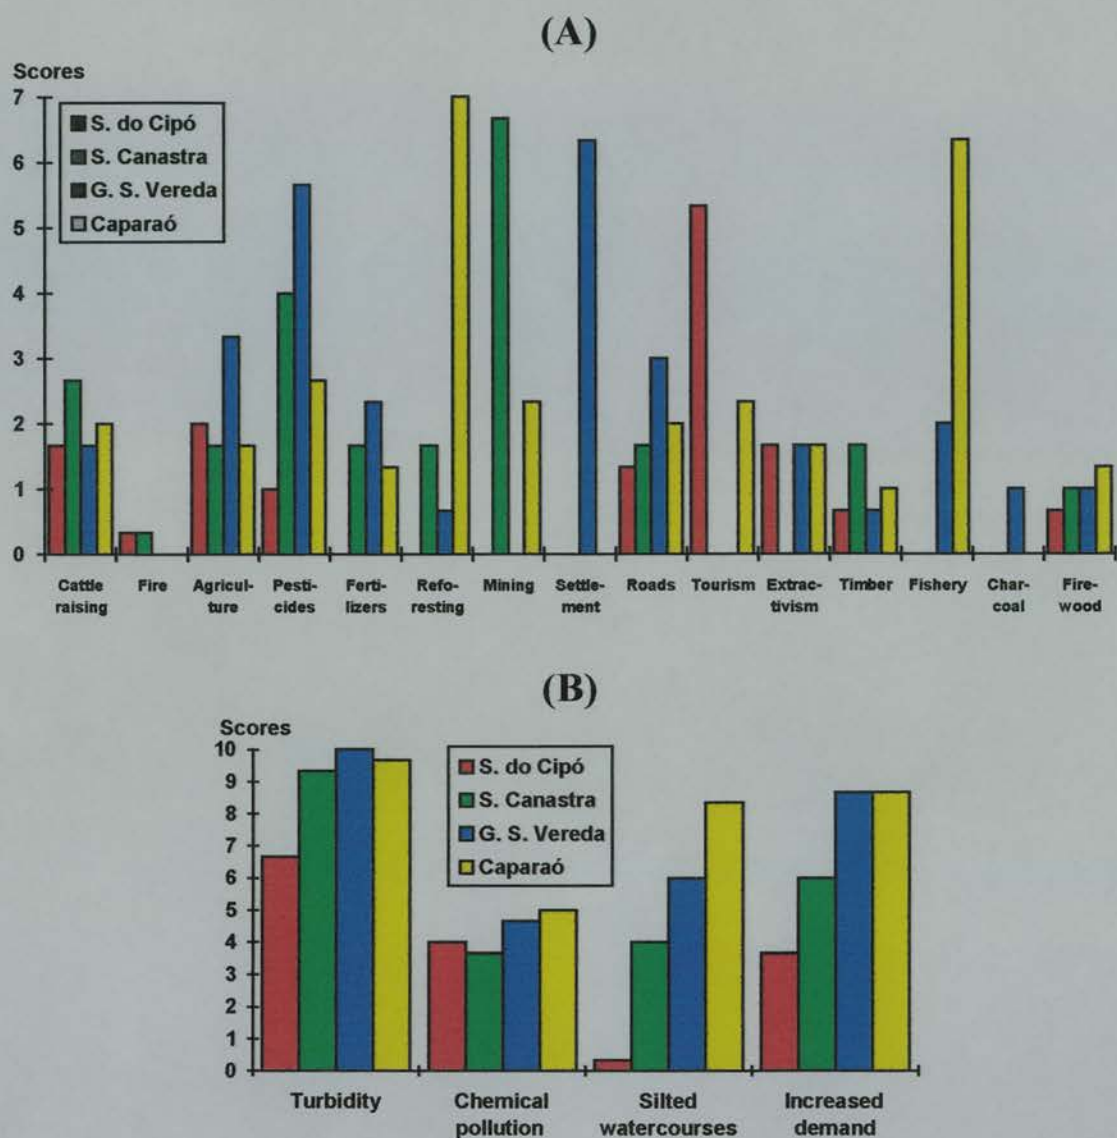 (A)
Scores
7
6
5
4
3
2
1
0
S. do Cipó
S. Canastra
G. S. Vereda
Caparaó
Cattle Fire Agricul- Pesti- Ferti- Refo- Mining Settle- Roads Tourism Extrac- Timber Fishery Char- Fire-
raising ture cides lizers resting ment tivism coal wood
(B)
Scores
10
9
8
7
6
5
4
3
2
1
0
S. do Cipó
S. Canastra
G. S. Vereda
Caparaó
Turbidity Chemical Silted Increased
pollution watercourses demand